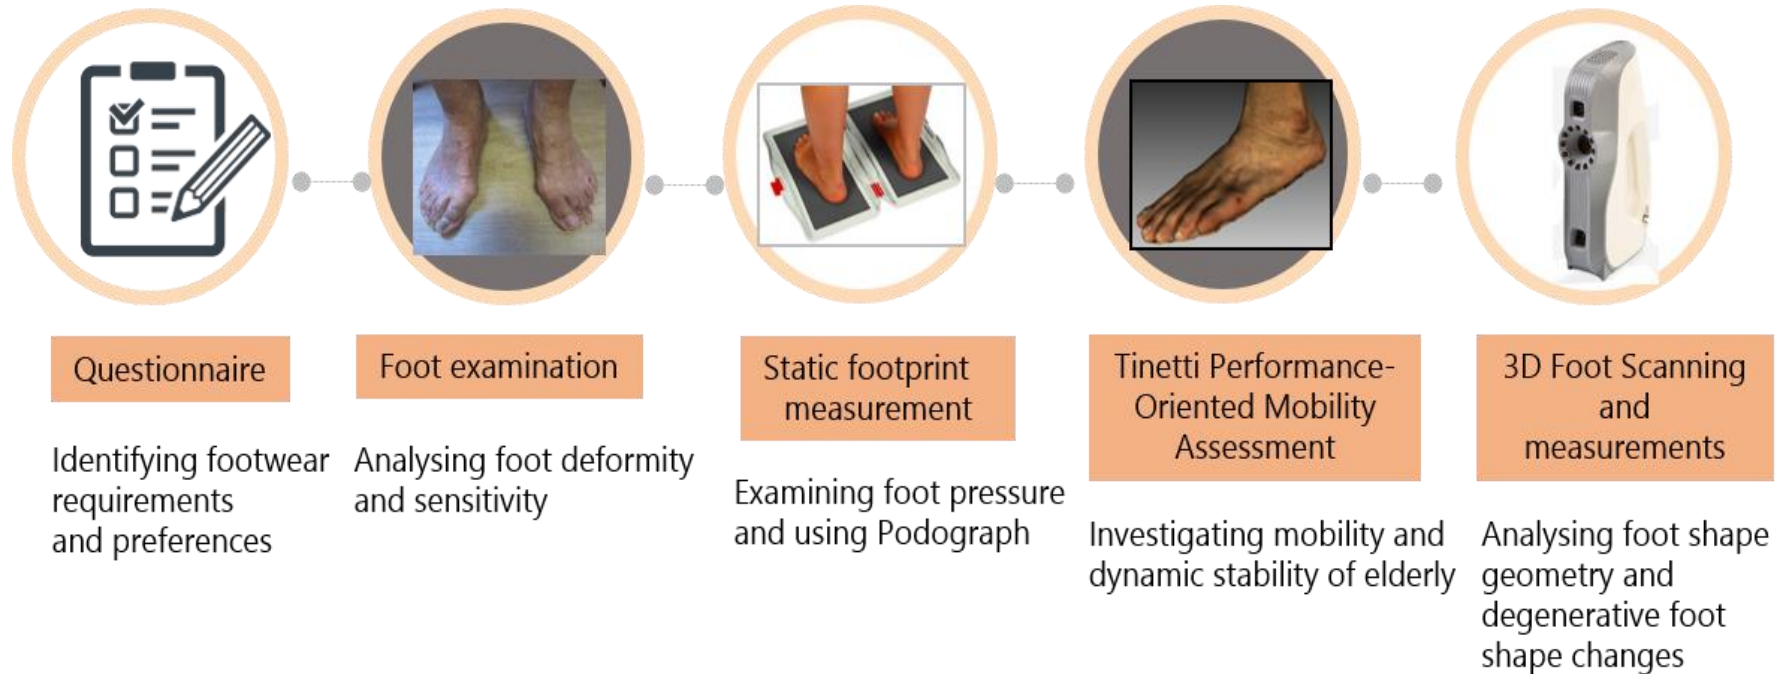 Questionnaire
Identifying footwear
requirements
and preferences
Foot examination
Analysing foot deformity
and sensitivity
Static footprint
measurement
Examining foot pressure
and using Podograph
Tinetti Performance-
Oriented Mobility
Assessment
Investigating mobility and
dynamic stability of elderly
3D Foot Scanning
and
measurements
Analysing foot shape
geometry and
degenerative foot
shape changes